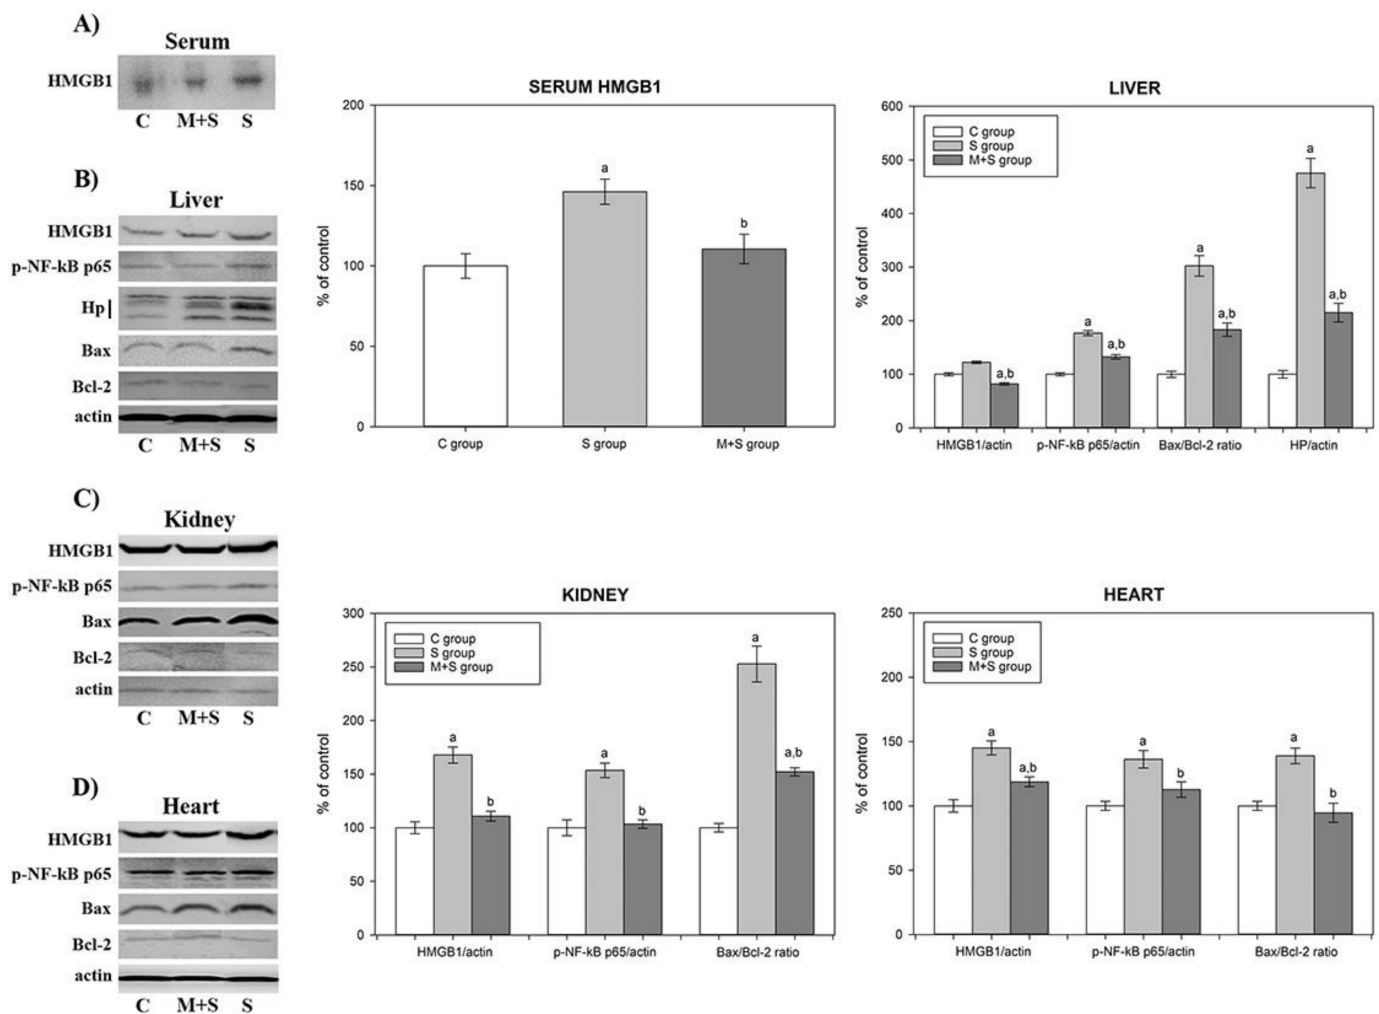 A)
Serum
HMGB1
C M+S S
B)
Liver
HMGB1
p-NF-kB p65
Hp
Bax
Bcl-2
actin
C M+S S
SERUM HMGB1
200
150
100
50
0
% of control
a
b
C group S group M+S group
LIVER
600
500
400
300
200
100
0
% of control
C group
S group
M+S group
a,b
a
a,b
a
a,b
a
a,b
HMGB1/actin p-NF-kB p65/actin Bax/Bcl-2 ratio HP/actin
C)
Kidney
HMGB1
p-NF-kB p65
Bax
Bcl-2
actin
C M+S S
KIDNEY
300
250
200
150
100
50
0
% of control
C group
S group
M+S group
a
b
a
b
a
a,b
HMGB1/actin p-NF-kB p65/actin Bax/Bcl-2 ratio
HEART
250
200
150
100
50
0
% of control
C group
S group
M+S group
a
a,b
a
b
a
b
HMGB1/actin p-NF-kB p65/actin Bax/Bcl-2 ratio
D)
Heart
HMGB1
p-NF-kB p65
Bax
Bcl-2
actin
C M+S S